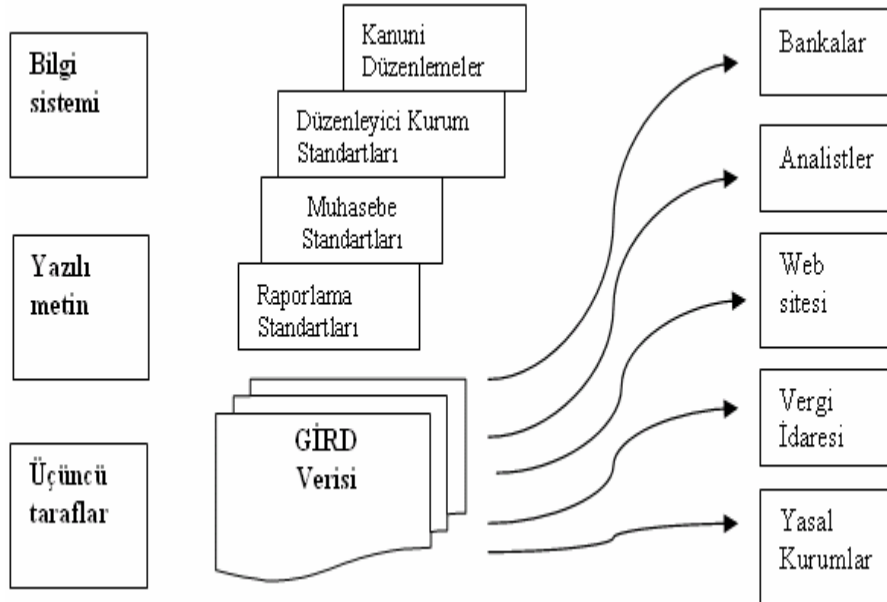 Bilgi
sistemi
Yazılı
metin
Üçüncü
taraflar
Kanuni
Düzenlemeler
Düzenleyici Kurum
Standartları
Muhasebe
Standartları
Raporlama
Standartları
GİRD
Verisi
Bankalar
Analistler
Web
sitesi
Vergi
İdaresi
Yasal
Kurumlar